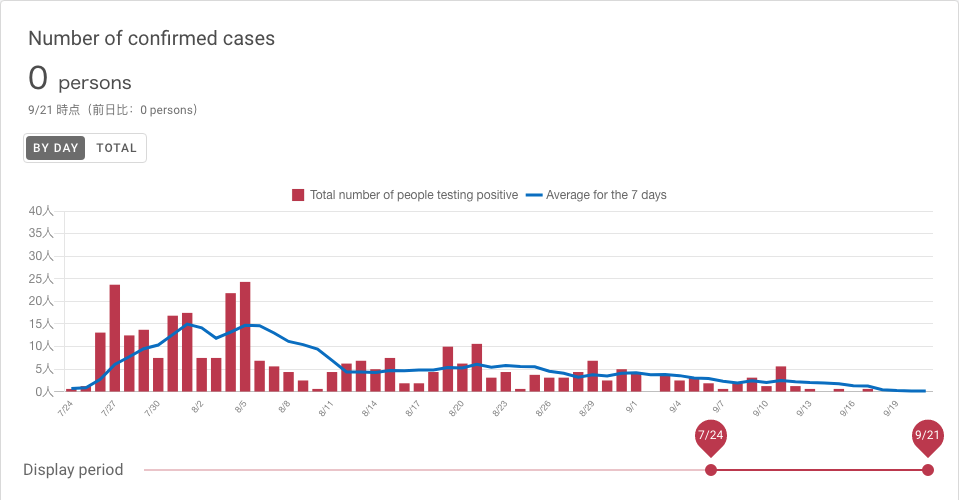 Number of confirmed cases
0 persons
9/21 時点（前日比：0 persons）
BY DAY TOTAL
Total number of people testing positive Average for the 7 days
40人
35人
30人
25人
20人
15人
10人
5人
0人
7/24 7/27 7/30 8/2 8/5 8/8 8/11 8/14 8/17 8/20 8/23 8/26 8/29 9/1 9/4 9/7 9/10 9/13 9/16 9/19
7/24 9/21
Display period